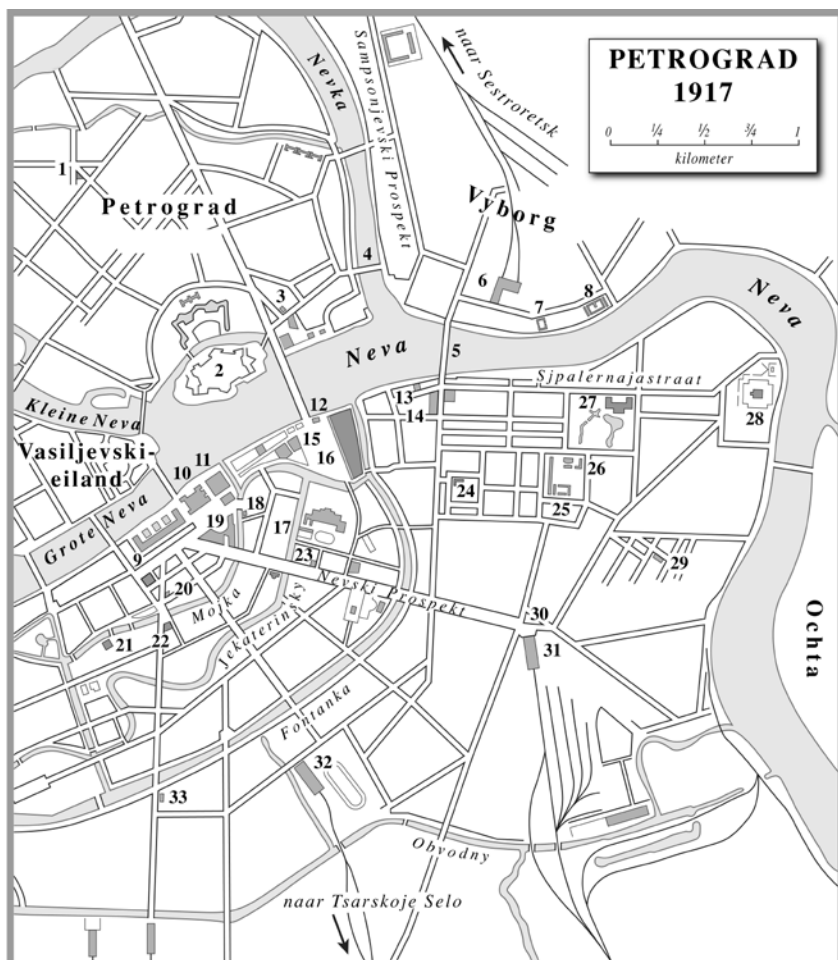 PETROGRAD
1917
0 ¼ ½ ¾ 1
kilometer
Nevka
Sampsonjevski Prospekt
naar Sestroretsk
Vyborg
1
Petrograd
4
6
7
8
3
Neva
Neva
2
5
Sjpalernajastraat
Kleine Neva
12
13
14
27
28
Vasiljevski-
eiland
15
16
10
11
26
24
25
Grote Neva
18
17
19
9
23
29
Nevski Prospekt
20
Mojka
Jekaterinsky
30
21
22
31
Ochta
Fontanka
32
33
Obvodny
naar Tsarskoje Selo